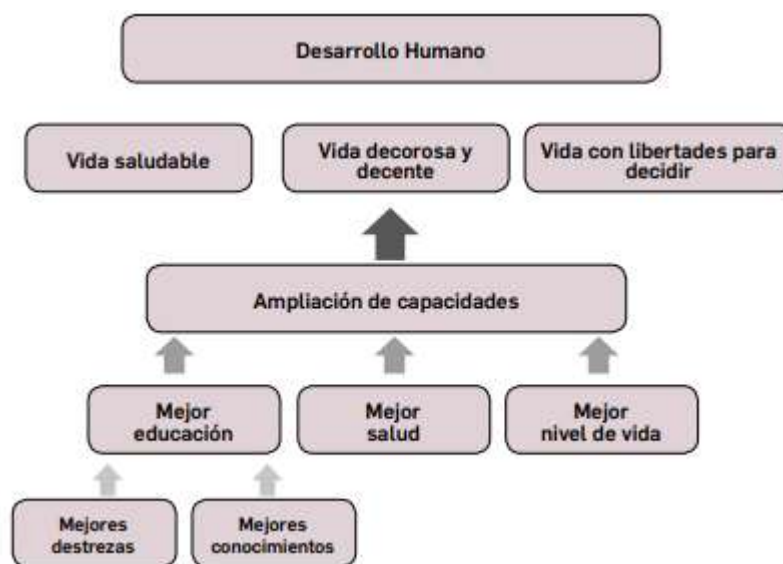 Desarrollo Humano
Vida saludable
Vida decorosa y
decente
Vida con libertades para
decidir
Ampliación de capacidades
Mejor
educación
Mejor
salud
Mejor
nivel de vida
Mejores
destrezas
Mejores
conocimientos